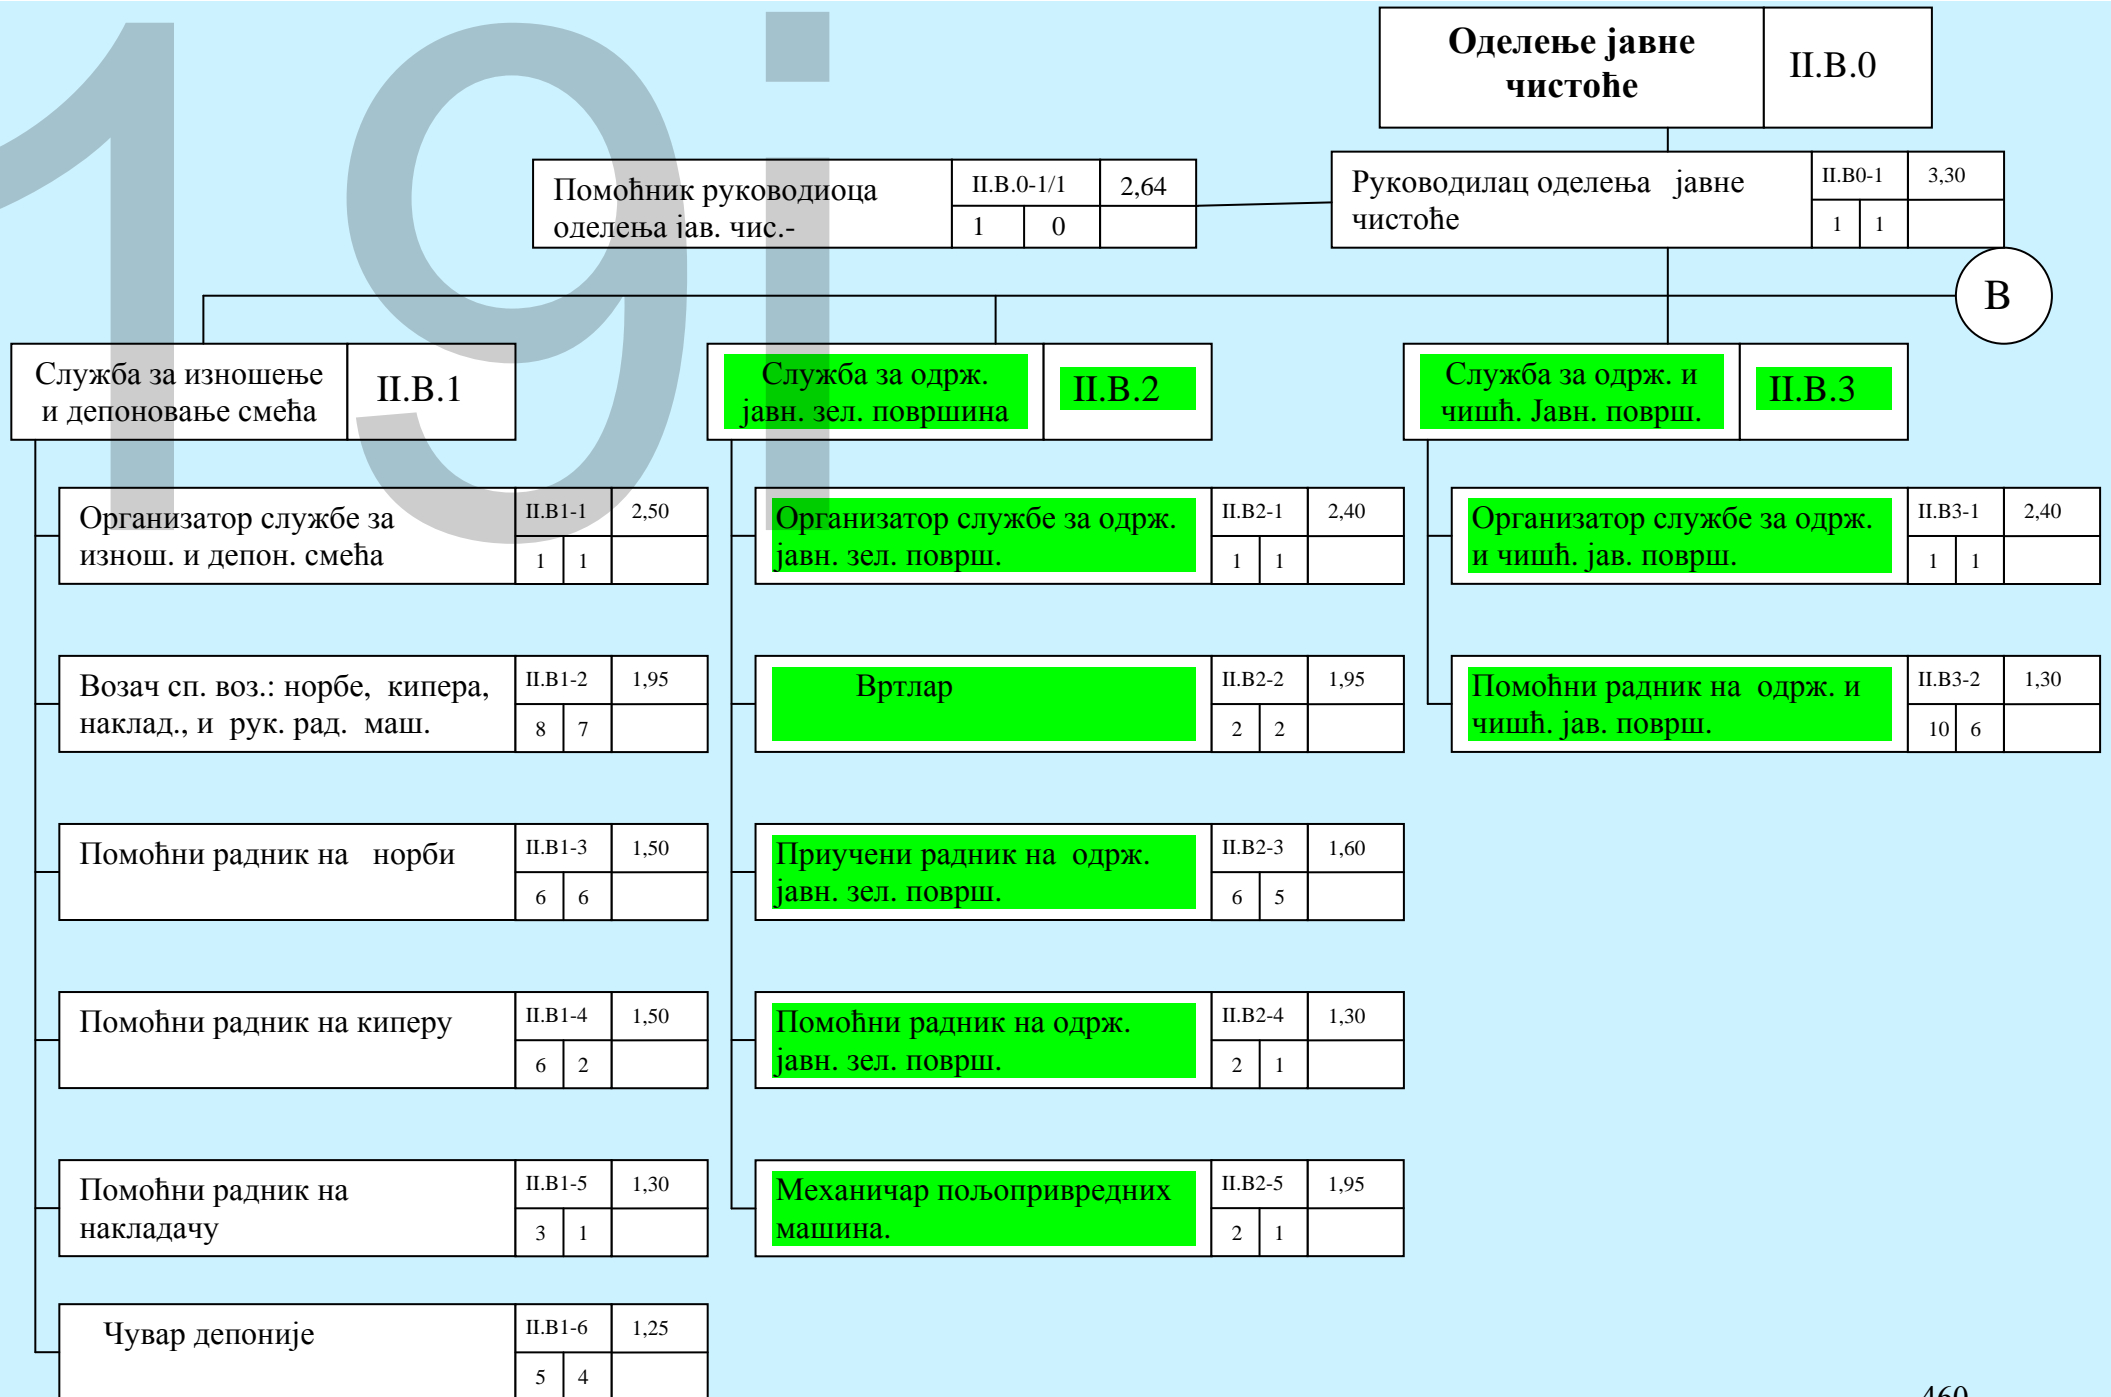 19i
Оделење јавне
чистоће
II.В.0
Помоћник руководиоца
оделења јав. чис.-
II.В.0-1/1
2,64
1
0
Руководилац оделења јавне
чистоће
II.В0-1
3,30
1
1
В
Служба за изношење
и депоновање смећа
II.В.1
Служба за одрж.
јавн. зел. површина
II.В.2
Служба за одрж. и
чишћ. Јавн. површ.
II.В.3
Организатор службе за
изнош. и депон. смећа
II.В1-1
2,50
1
1
Организатор службе за одрж.
јавн. зел. површ.
II.В2-1
2,40
1
1
Организатор службе за одрж.
и чишћ. јав. површ.
II.В3-1
2,40
1
1
Возач сп. воз.: норбе, кипера,
наклад., и рук. рад. маш.
II.В1-2
1,95
8
7
Вртлар
II.В2-2
1,95
2
2
Помоћни радник на одрж. и
чишћ. јав. површ.
II.В3-2
1,30
10
6
Помоћни радник на норби
II.В1-3
1,50
6
6
Приучени радник на одрж.
јавн. зел. површ.
II.В2-3
1,60
6
5
Помоћни радник на киперу
II.В1-4
1,50
6
2
Помоћни радник на одрж.
јавн. зел. површ.
II.В2-4
1,30
2
1
Помоћни радник на
накладачу
II.В1-5
1,30
3
1
Механичар пољопривредних
машина.
II.В2-5
1,95
2
1
Чувар депоније
II.В1-6
1,25
5
4
460